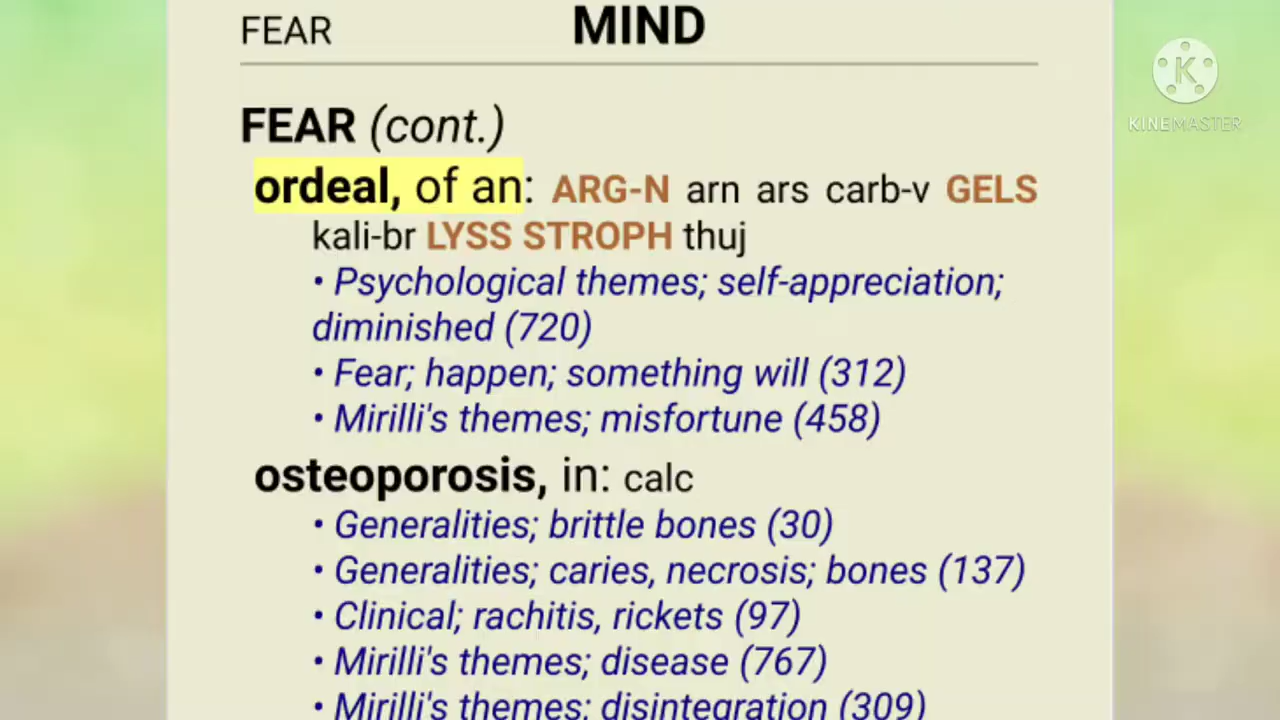 FEAR MIND
K
KINEMASTER
FEAR (cont.)
ordeal, of an: ARG-N arn ars carb-v GELS
kali-br LYSS STROPH thuj
• Psychological themes; self-appreciation;
diminished (720)
• Fear; happen; something will (312)
• Mirilli's themes; misfortune (458)
osteoporosis, in: calc
• Generalities; brittle bones (30)
• Generalities; caries, necrosis; bones (137)
• Clinical; rachitis, rickets (97)
• Mirilli's themes; disease (767)
• Mirilli's themes; disintegration (309)